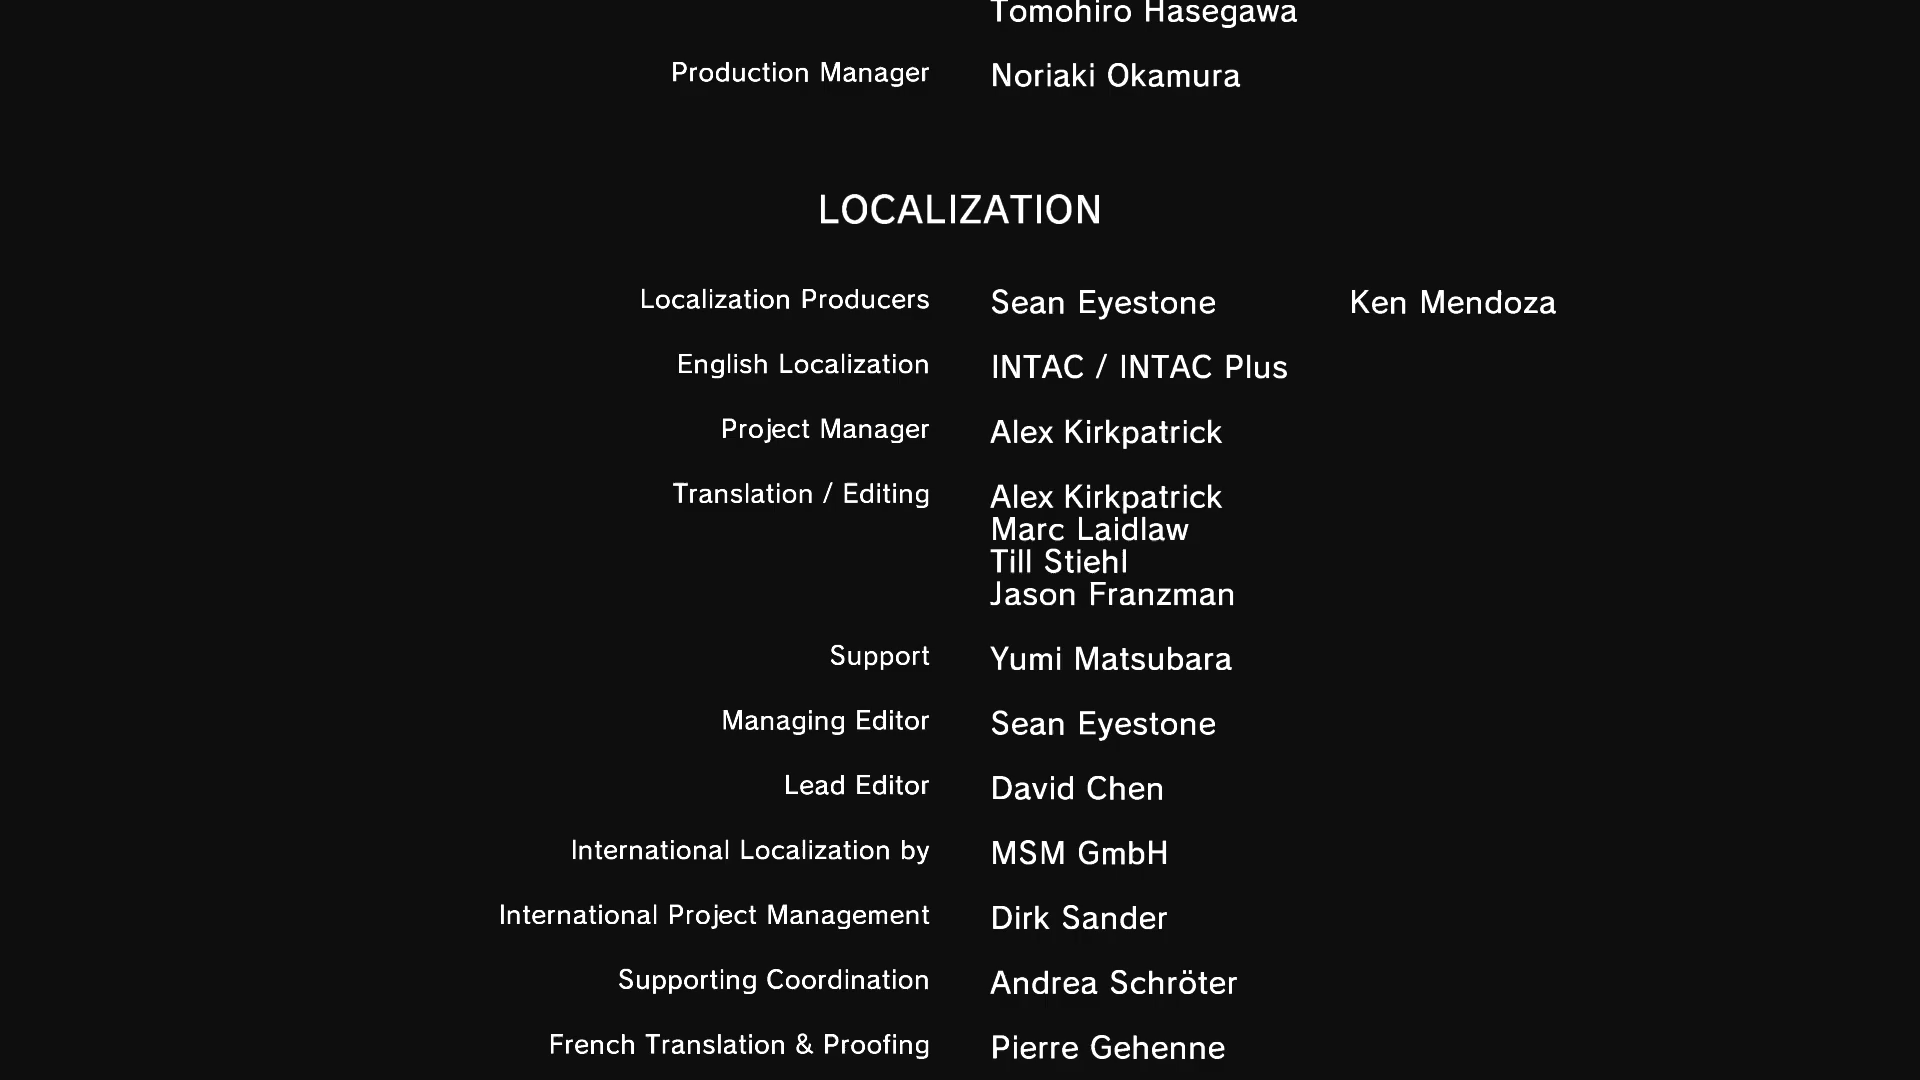 Tomohiro Hasegawa
Production Manager Noriaki Okamura
LOCALIZATION
Localization Producers Sean Eyestone Ken Mendoza
English Localization INTAC / INTAC Plus
Project Manager Alex Kirkpatrick
Translation / Editing Alex Kirkpatrick
Marc Laidlaw
Till Stiehl
Jason Franzman
Support Yumi Matsubara
Managing Editor Sean Eyestone
Lead Editor David Chen
International Localization by MSM GmbH
International Project Management Dirk Sander
Supporting Coordination Andrea Schröter
French Translation & Proofing Pierre Gehenne